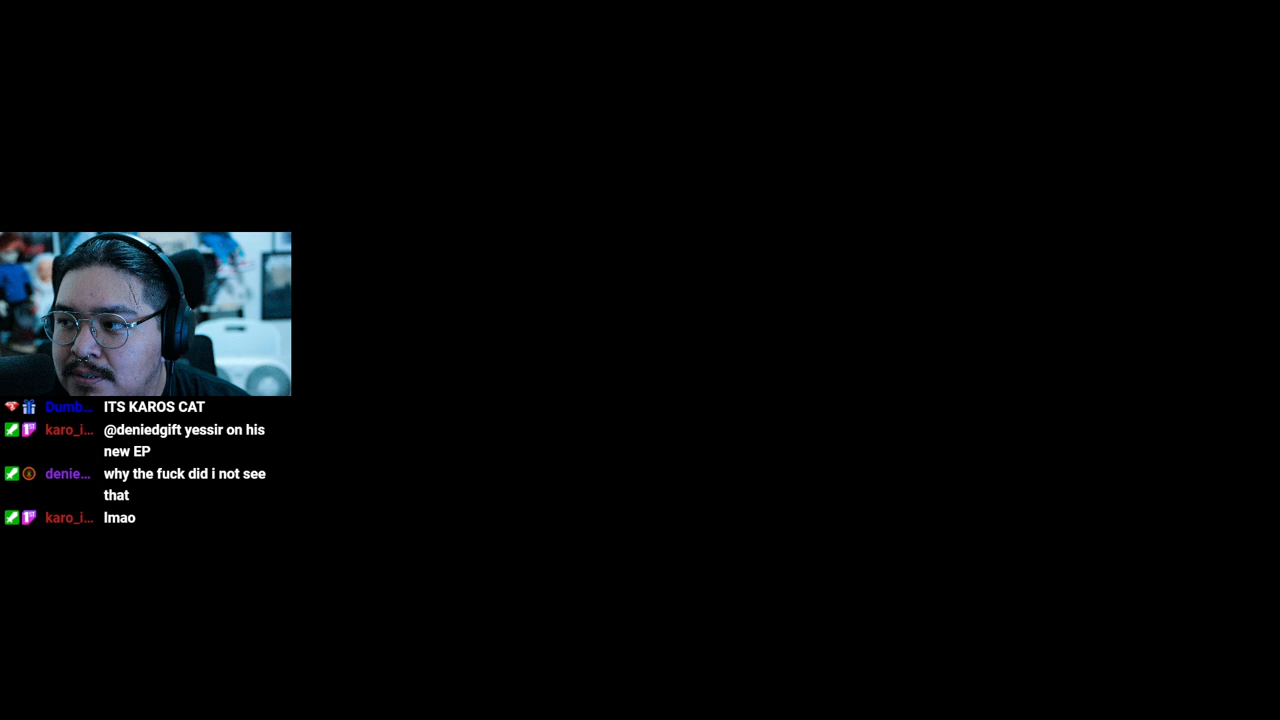 Dumb... ITS KAROS CAT
karo_i... @deniedgift yessir on his
new EP
denie... why the fuck did i not see
that
karo_i... lmao